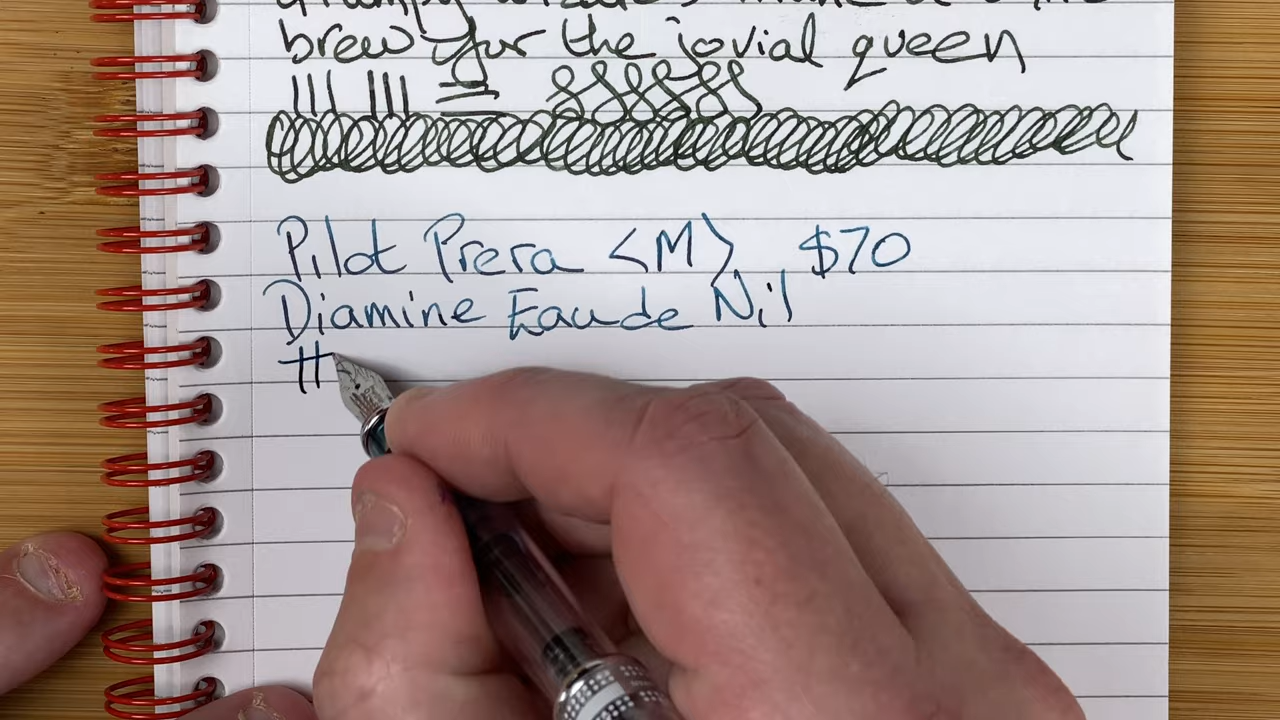 brew for the jovial queen
Pilot Prera <M> $70
Diamine Eau de Nil